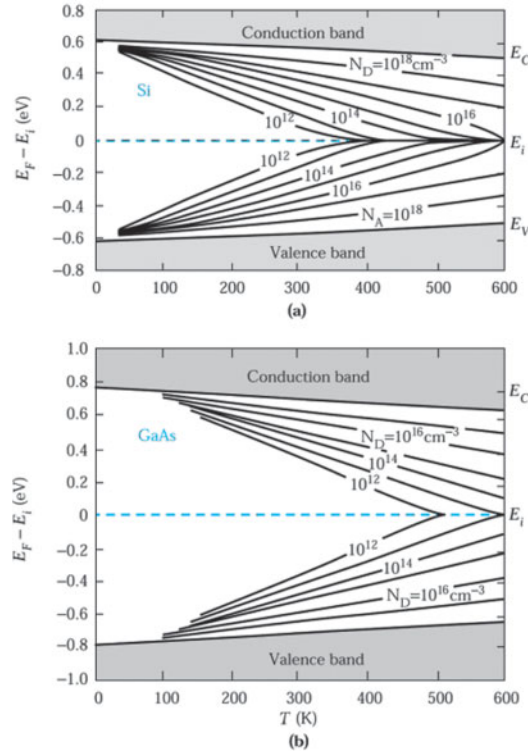 0.8
Conduction band
0.6
E_C
N_D=10^18cm^−3
0.4
Si
0.2
10^12
10^14
10^16
0
E_i
10^12
−0.2
10^14
10^16
−0.4
N_A=10^18
−0.6
E_V
Valence band
−0.8
E_F − E_i (eV)
0 100 200 300 400 500 600
(a)
1.0
Conduction band
0.8
E_C
0.6
GaAs
N_D=10^16cm^−3
0.4
10^14
0.2
10^12
0
E_i
−0.2
10^12
−0.4
10^14
N_D=10^16cm^−3
−0.6
−0.8
Valence band
−1.0
E_F − E_i (eV)
0 100 200 300 400 500 600
T (K)
(b)